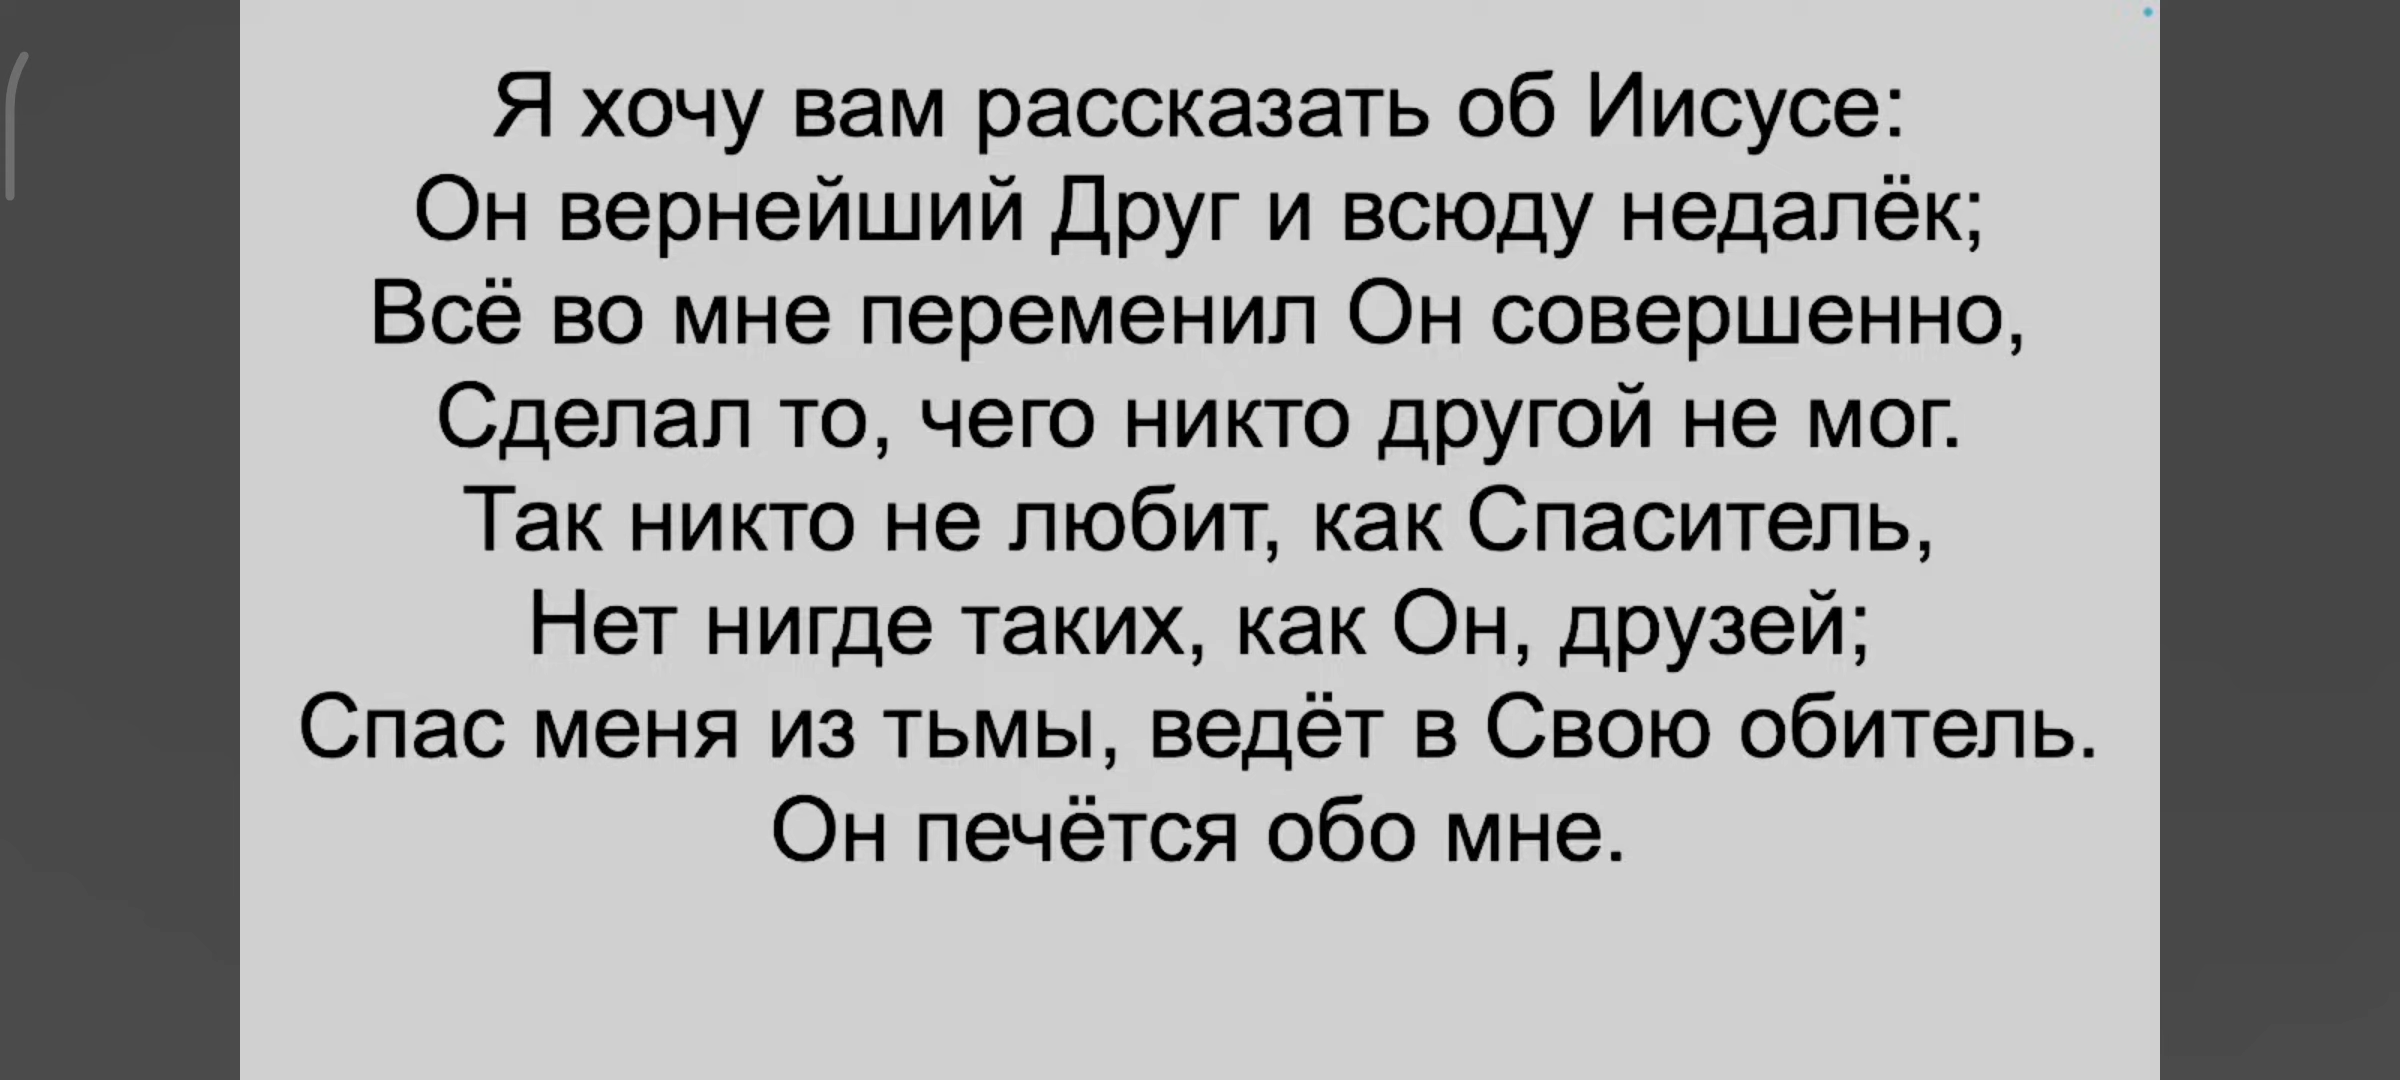 Я хочу вам рассказать об Иисусе:
Он вернейший Друг и всюду недалёк;
Всё во мне переменил Он совершенно,
Сделал то, чего никто другой не мог.
Так никто не любит, как Спаситель,
Нет нигде таких, как Он, друзей;
Спас меня из тьмы, ведёт в Свою обитель.
Он печётся обо мне.